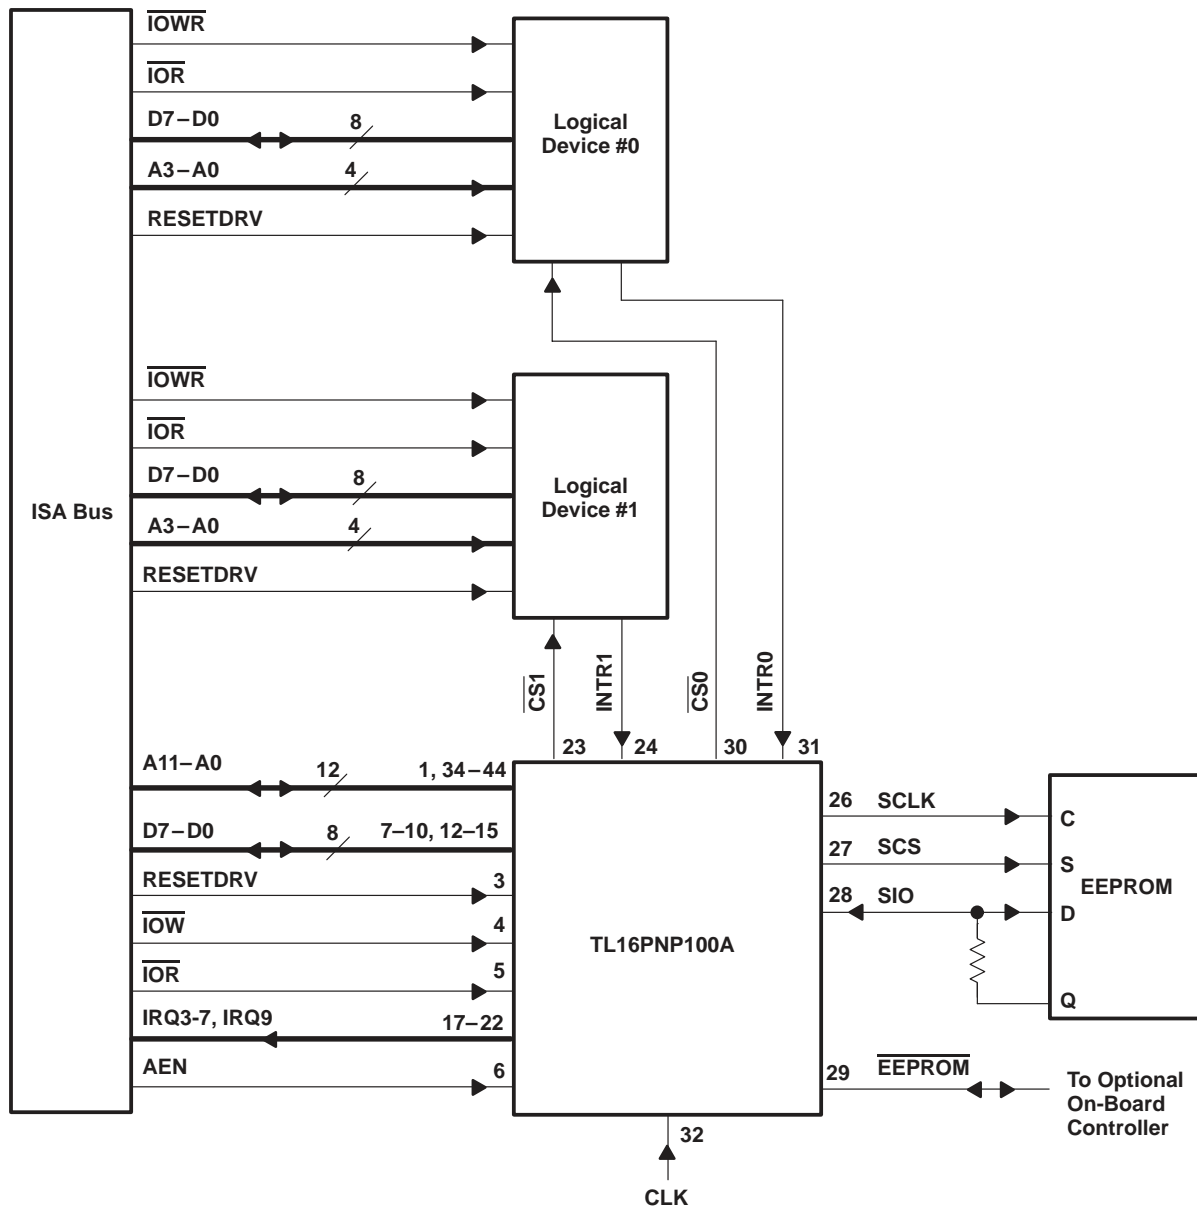 ISA Bus
IOWR
IOR
D7–D0
8
A3–A0
4
RESETDRV
Logical
Device #0
IOWR
IOR
D7–D0
8
A3–A0
4
RESETDRV
Logical
Device #1
CS1
INTR1
CS0
INTR0
23
24
30
31
A11–A0
12
1, 34–44
D7–D0
8
7–10, 12–15
RESETDRV
3
IOW
4
IOR
5
IRQ3-7, IRQ9
17–22
AEN
6
TL16PNP100A
26 SCLK
27 SCS
28 SIO
29 EEPROM
C
S
D
Q
EEPROM
To Optional
On-Board
Controller
32
CLK